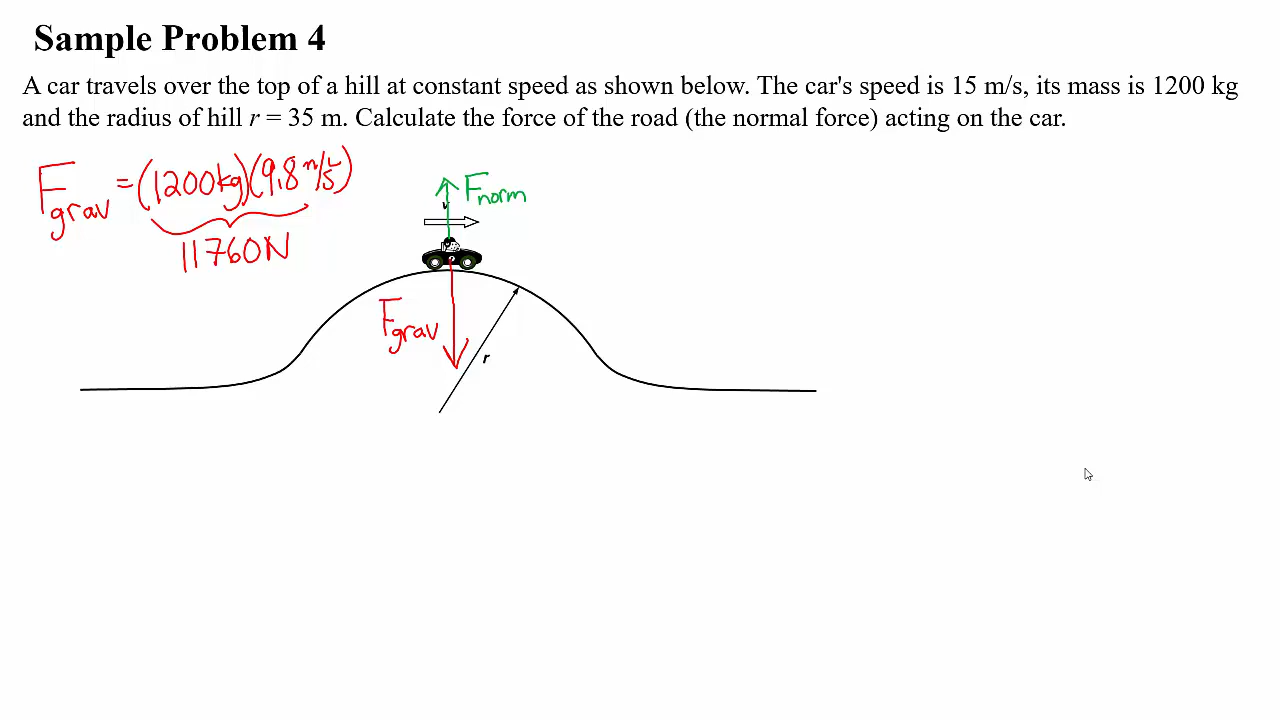 Sample Problem 4
A car travels over the top of a hill at constant speed as shown below. The car's speed is 15 m/s, its mass is 1200 kg
and the radius of hill r = 35 m. Calculate the force of the road (the normal force) acting on the car.
Fgrav = (1200kg)(9.8 m/s²)
11760N
Fnorm
v
Fgrav
r